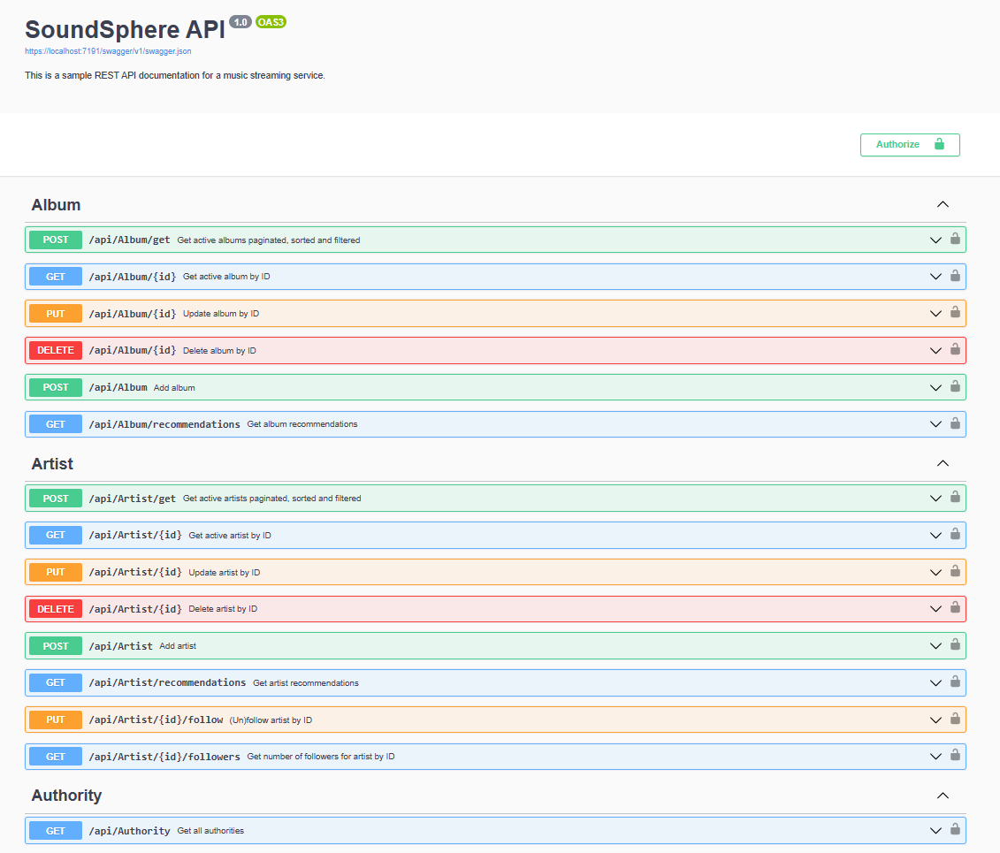 SoundSphere API 1.0 OAS3
https://localhost:7191/swagger/v1/swagger.json
This is a sample REST API documentation for a music streaming service.
Authorize
Album
POST /api/Album/get Get active albums paginated, sorted and filtered
GET /api/Album/{id} Get active album by ID
PUT /api/Album/{id} Update album by ID
DELETE /api/Album/{id} Delete album by ID
POST /api/Album Add album
GET /api/Album/recommendations Get album recommendations
Artist
POST /api/Artist/get Get active artists paginated, sorted and filtered
GET /api/Artist/{id} Get active artist by ID
PUT /api/Artist/{id} Update artist by ID
DELETE /api/Artist/{id} Delete artist by ID
POST /api/Artist Add artist
GET /api/Artist/recommendations Get artist recommendations
PUT /api/Artist/{id}/follow (Un)follow artist by ID
GET /api/Artist/{id}/followers Get number of followers for artist by ID
Authority
GET /api/Authority Get all authorities